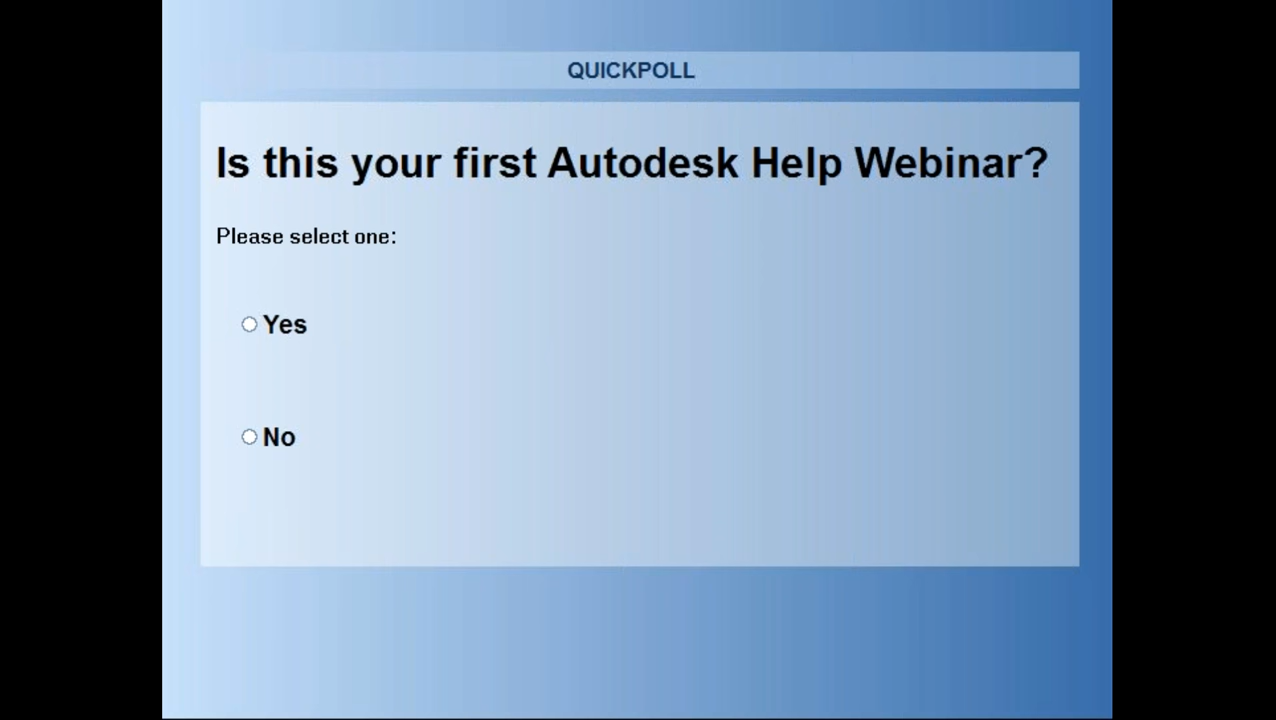 QUICKPOLL
Is this your first Autodesk Help Webinar?
Please select one:
Yes
No